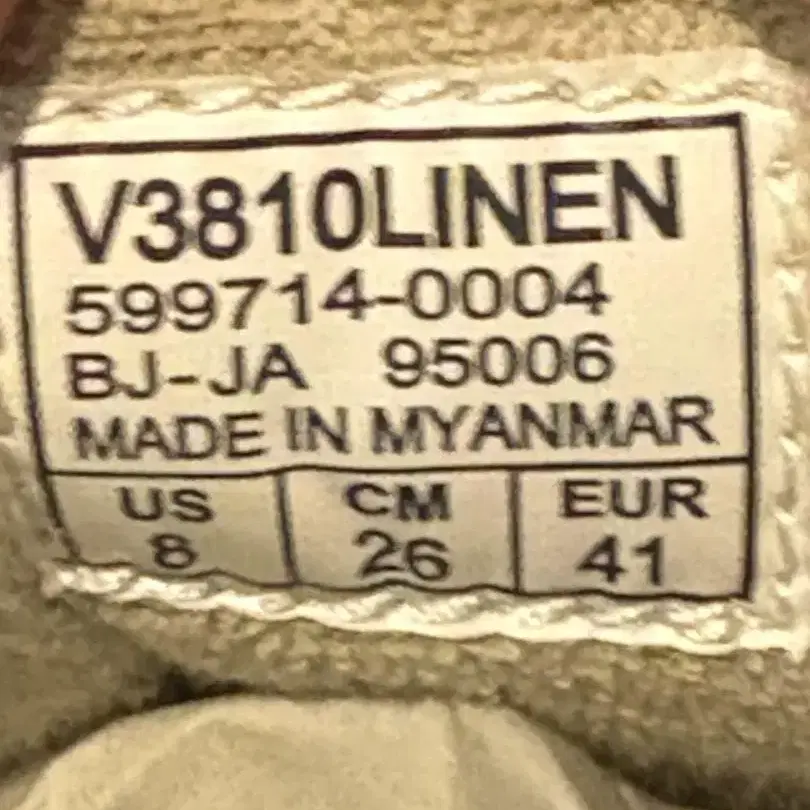 V3810LINEN
599714-0004
BJ-JA 95006
MADE IN MYANMAR
US CM EUR
8 26 41